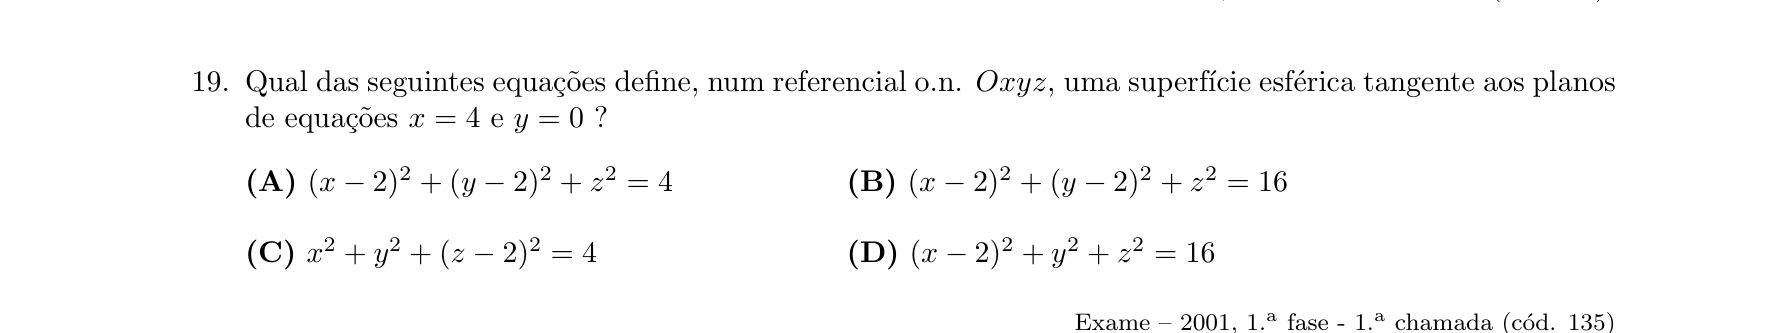 19. Qual das seguintes equações define, num referencial o.n. Oxyz, uma superfície esférica tangente aos planos
de equações x = 4 e y = 0 ?
(A) (x − 2)² + (y − 2)² + z² = 4 (B) (x − 2)² + (y − 2)² + z² = 16
(C) x² + y² + (z − 2)² = 4 (D) (x − 2)² + y² + z² = 16
Exame – 2001, 1.ª fase - 1.ª chamada (cód. 135)